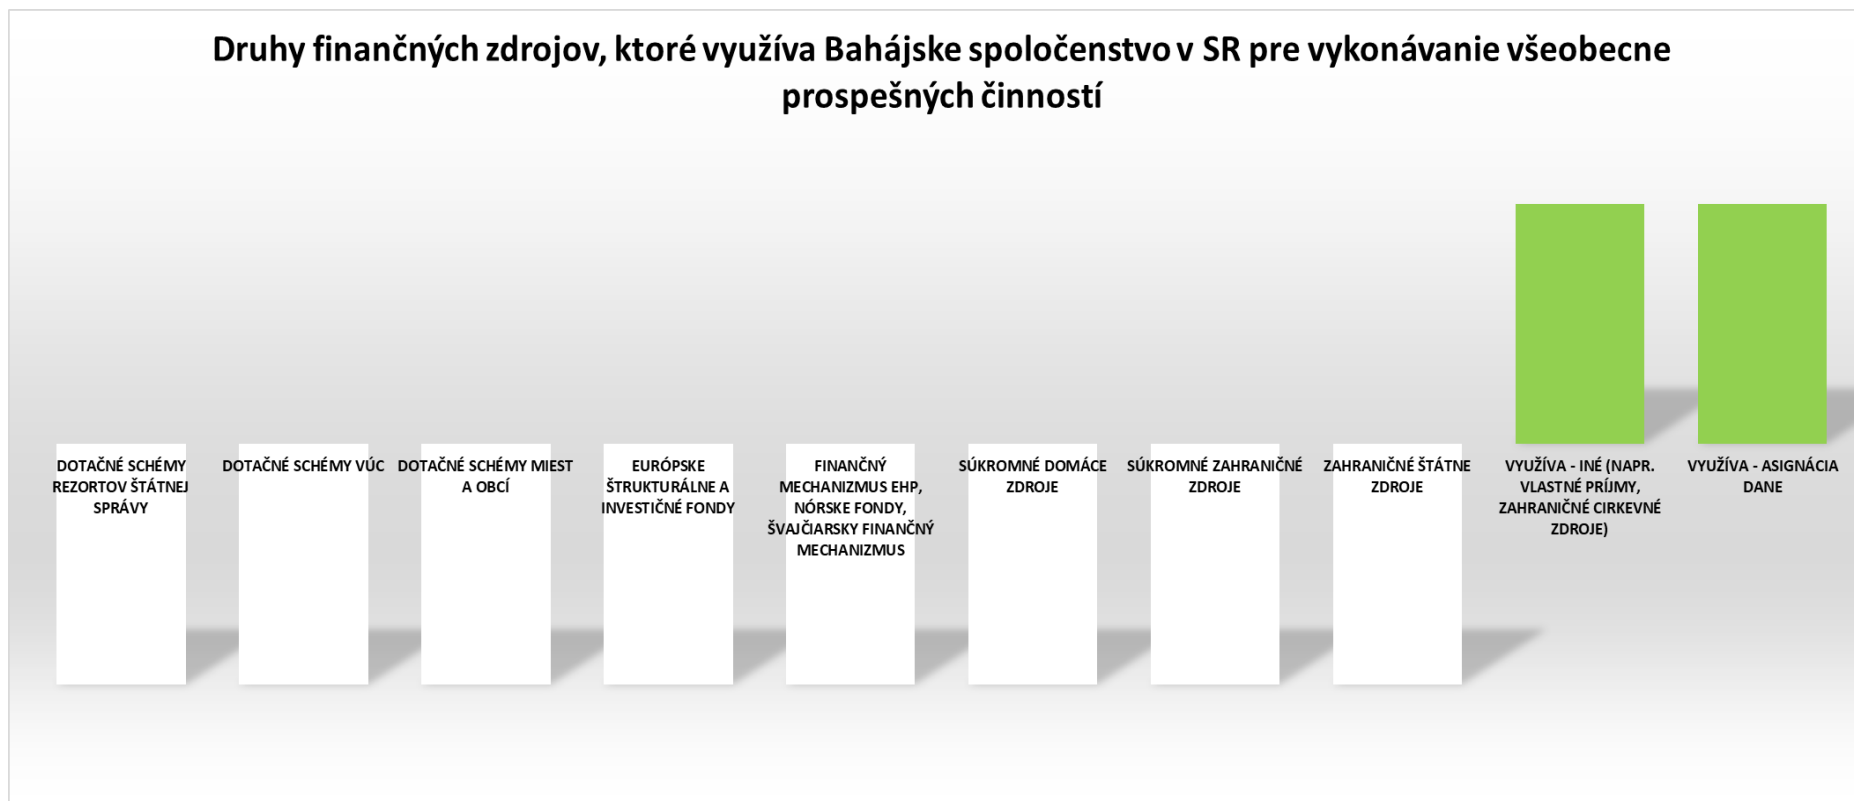 Druhy finančných zdrojov, ktoré využíva Bahájske spoločenstvo v SR pre vykonávanie všeobecne
prospešných činností
DOTAČNÉ SCHÉMY
REZORTOV ŠTÁTNEJ
SPRÁVY
DOTAČNÉ SCHÉMY VÚC
DOTAČNÉ SCHÉMY MIEST
A OBCÍ
EURÓPSKE
ŠTRUKTURÁLNE A
INVESTIČNÉ FONDY
FINANČNÝ
MECHANIZMUS EHP,
NÓRSKE FONDY,
ŠVAJČIARSKY FINANČNÝ
MECHANIZMUS
SÚKROMNÉ DOMÁCE
ZDROJE
SÚKROMNÉ ZAHRANIČNÉ
ZDROJE
ZAHRANIČNÉ ŠTÁTNE
ZDROJE
VYUŽÍVA - INÉ (NAPR.
VLASTNÉ PRÍJMY,
ZAHRANIČNÉ CIRKEVNÉ
ZDROJE)
VYUŽÍVA - ASIGNÁCIA
DANE